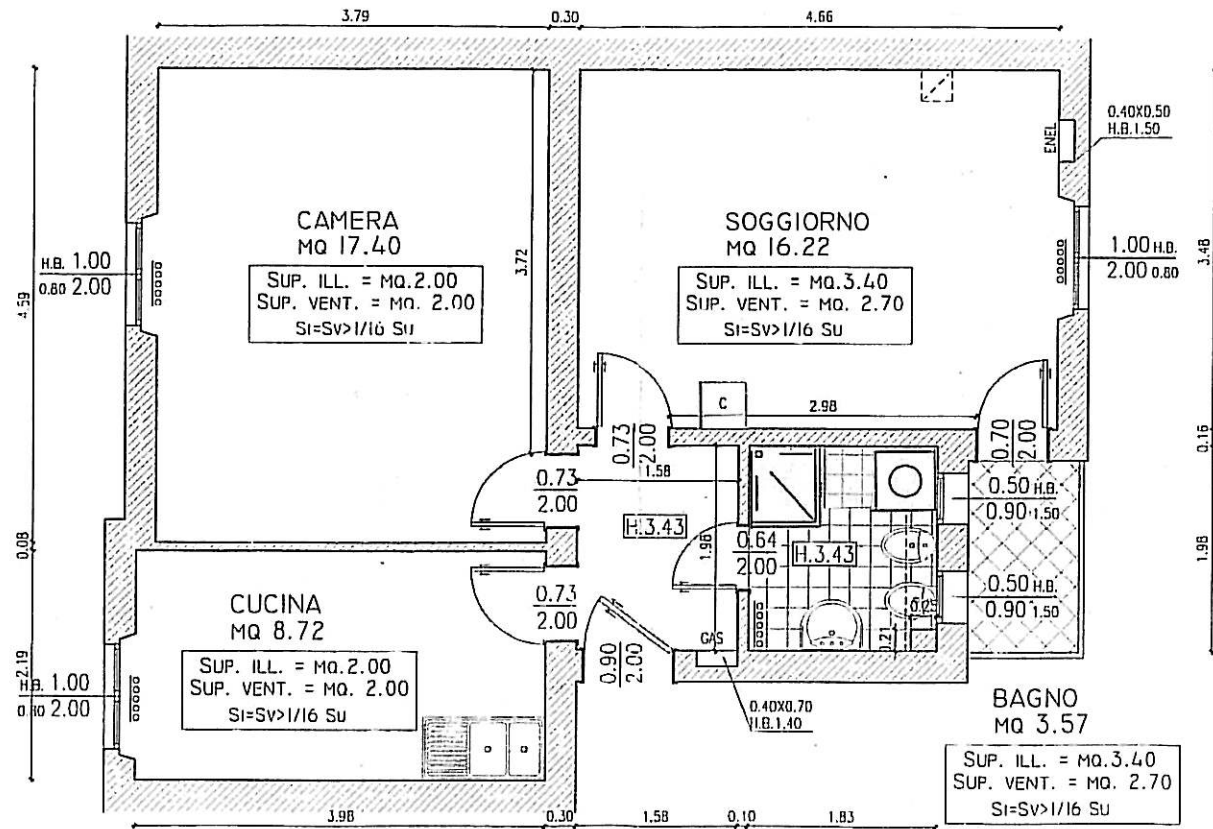 3.79
0.30
4.66
4.59
0.08
2.19
CAMERA
MQ 17.40
SUP. ILL. = MQ.2.00
SUP. VENT. = MQ. 2.00
SI=SV>1/16 SU
H.B. 1.00
0.80 2.00
3.72
SOGGIORNO
MQ 16.22
SUP. ILL. = MQ.3.40
SUP. VENT. = MQ. 2.70
SI=SV>1/16 SU
ENEL
0.40X0.50
H.B.1.50
1.00 H.B.
2.00 0.80
3.48
0.16
1.98
C
2.98
0.73
2.00
0.70
2.00
1.58
0.73
2.00
H.3.43
1.98
0.64
2.00
H.3.43
0.50 H.B.
0.90 1.50
0.50 H.B.
0.90 1.50
0.25
0.21
CUCINA
MQ 8.72
SUP. ILL. = MQ.2.00
SUP. VENT. = MQ. 2.00
SI=SV>1/16 SU
H.B. 1.00
0.80 2.00
0.73
2.00
0.90
2.00
GAS
0.40X0.70
H.B.1.40
BAGNO
MQ 3.57
SUP. ILL. = MQ.3.40
SUP. VENT. = MQ. 2.70
SI=SV>1/16 SU
3.98
0.30
1.58
0.10
1.83